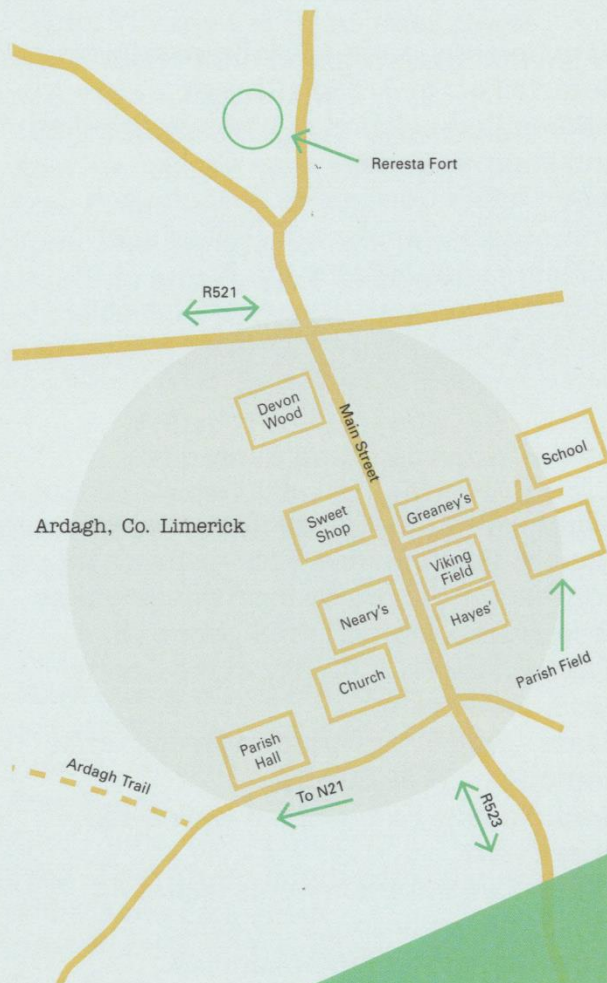 Reresta Fort
R521
Devon
Wood
Main Street
School
Ardagh, Co. Limerick
Sweet
Shop
Greaney's
Viking
Field
Neary's
Hayes'
Church
Parish Field
Parish
Hall
Ardagh Trail
To N21
R523